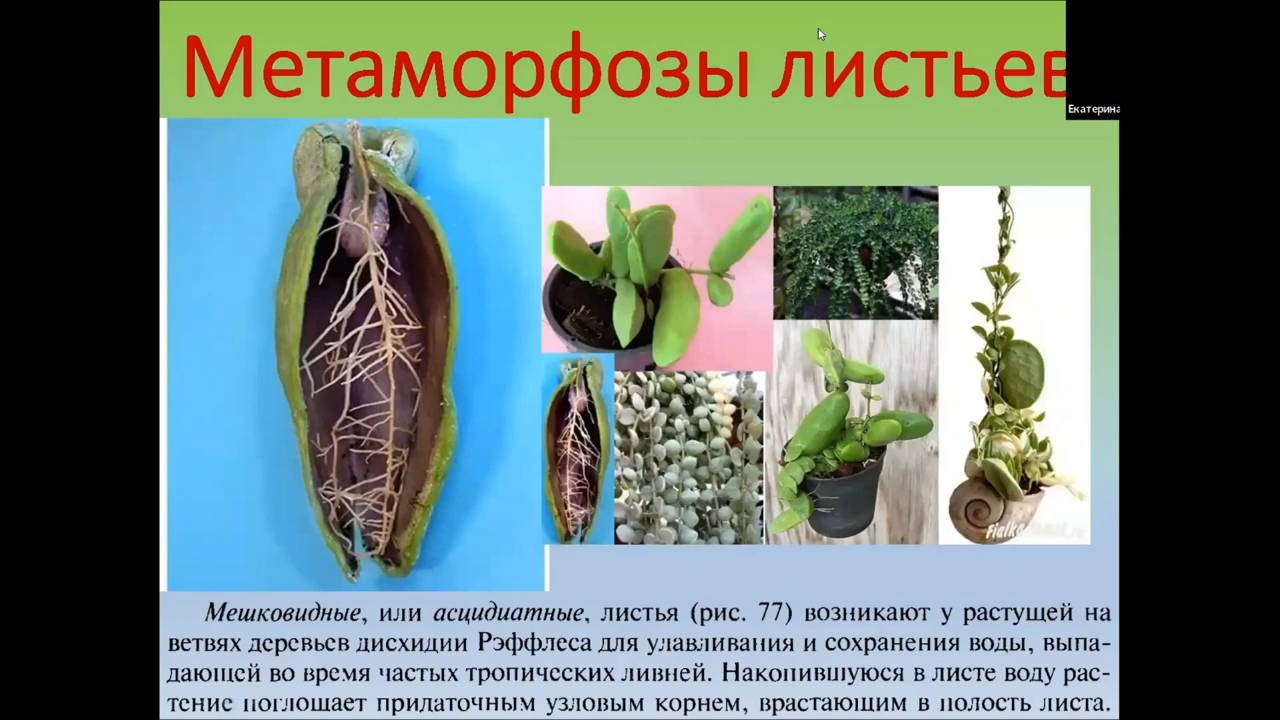 Метаморфозы листьев
Екатерина
Мешковидные, или асцидиатные, листья (рис. 77) возникают у растущей на
ветвях деревьев дисхидии Рэффлеса для улавливания и сохранения воды, выпа-
дающей во время частых тропических ливней. Накопившуюся в листе воду рас-
тение поглощает придаточным узловым корнем, врастающим в полость листа.